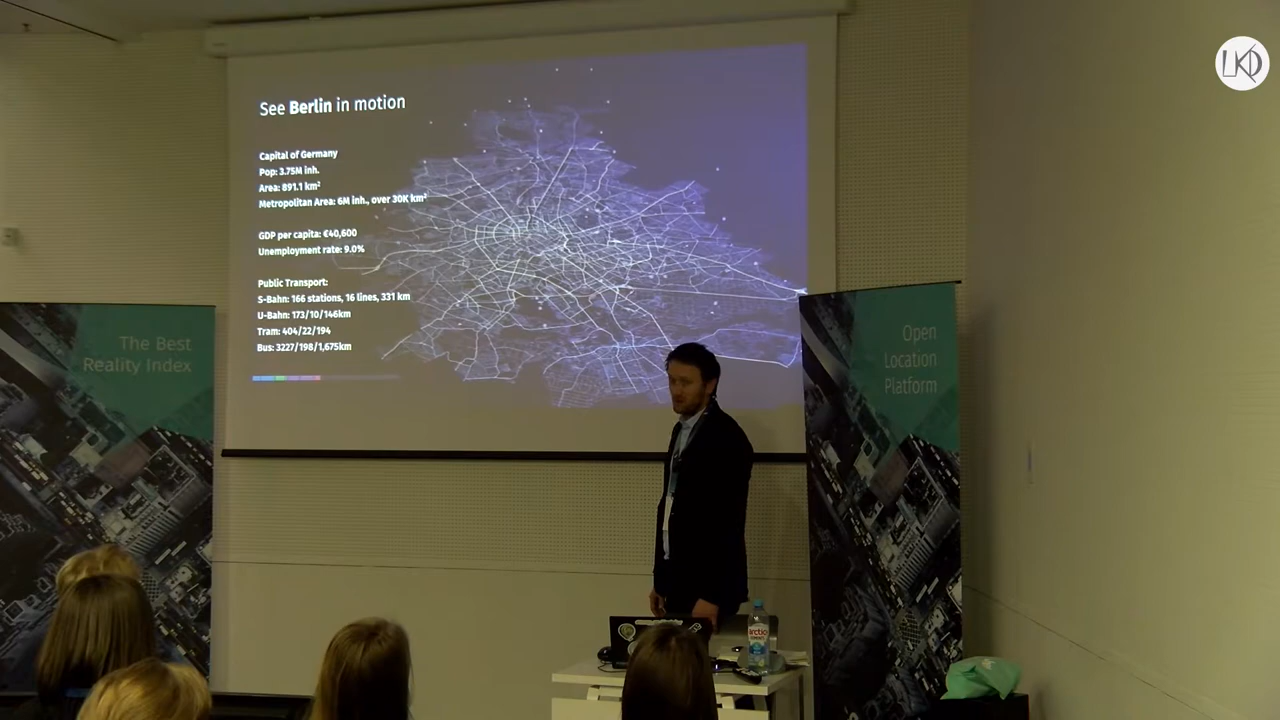 LKD
See Berlin in motion
Capital of Germany
Pop: 3.75M inh.
Area: 891.1 km²
Metropolitan Area: 6M inh., over 30K km²
GDP per capita: €40,600
Unemployment rate: 9.0%
Public Transport:
S-Bahn: 166 stations, 16 lines, 331 km
U-Bahn: 173/10/146km
Tram: 404/22/194
Bus: 3227/198/1,675km
The Best
Reality Index
Open
Location
Platform
arctic